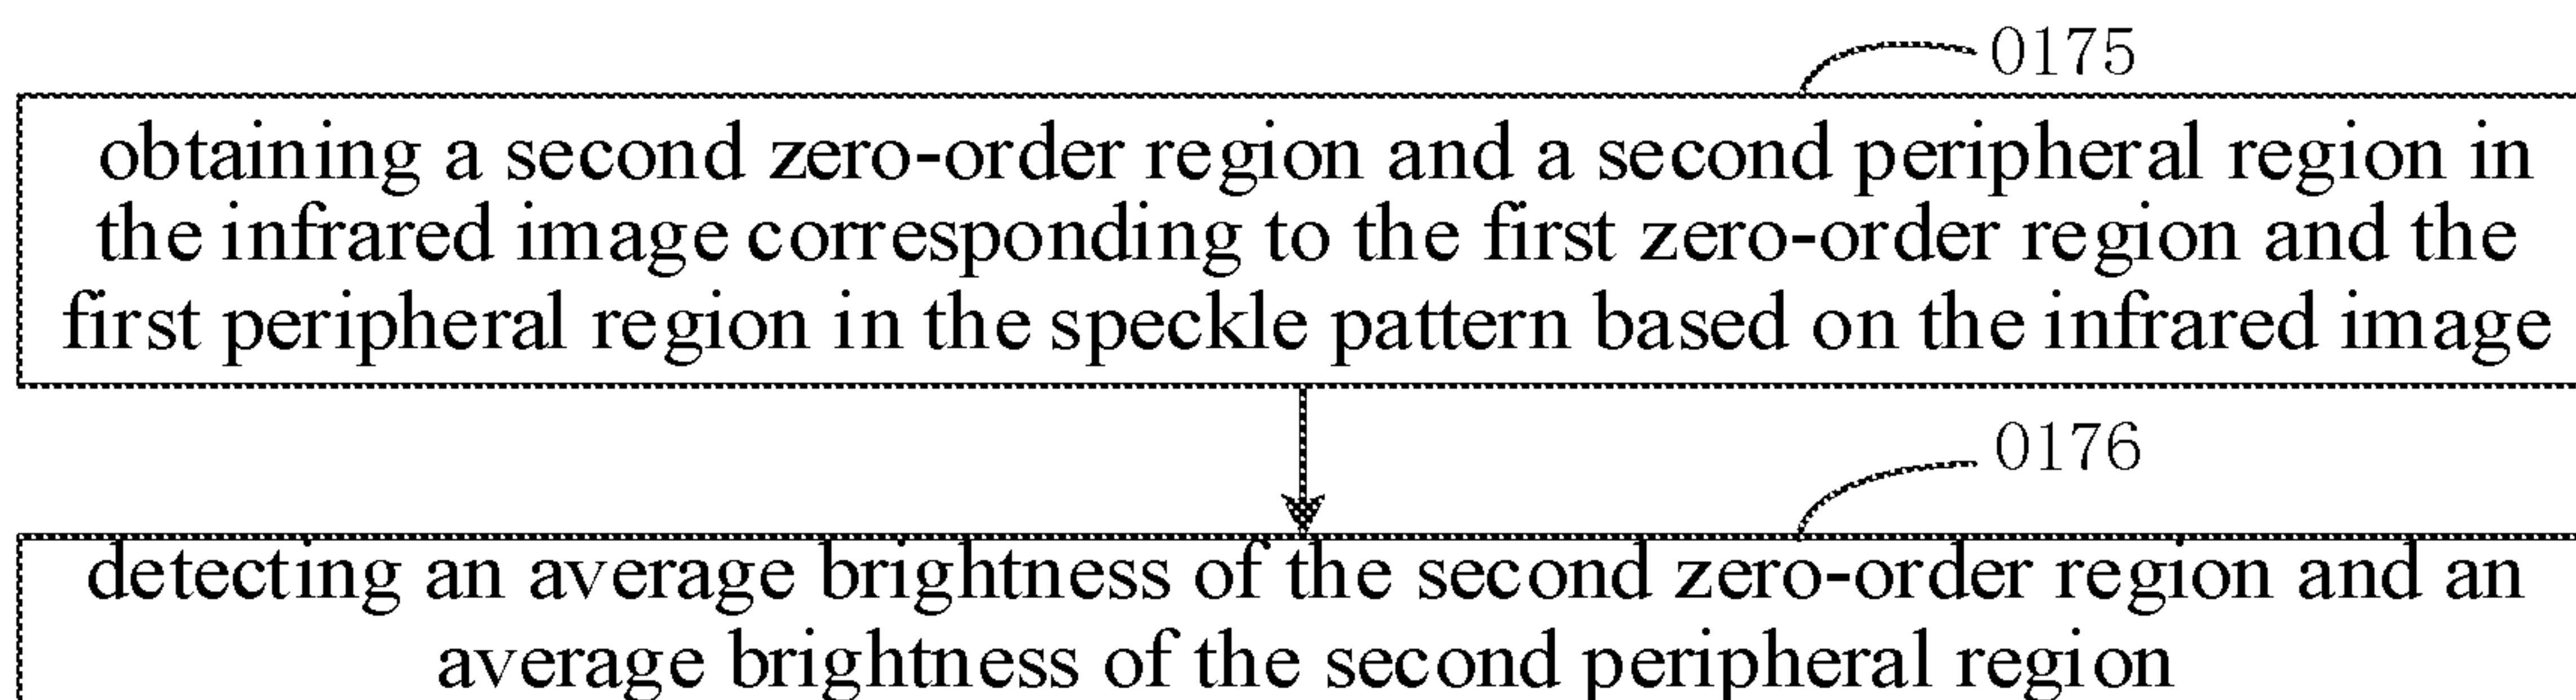 0175
obtaining a second zero-order region and a second peripheral region in
the infrared image corresponding to the first zero-order region and the
first peripheral region in the speckle pattern based on the infrared image
0176
detecting an average brightness of the second zero-order region and an
average brightness of the second peripheral region